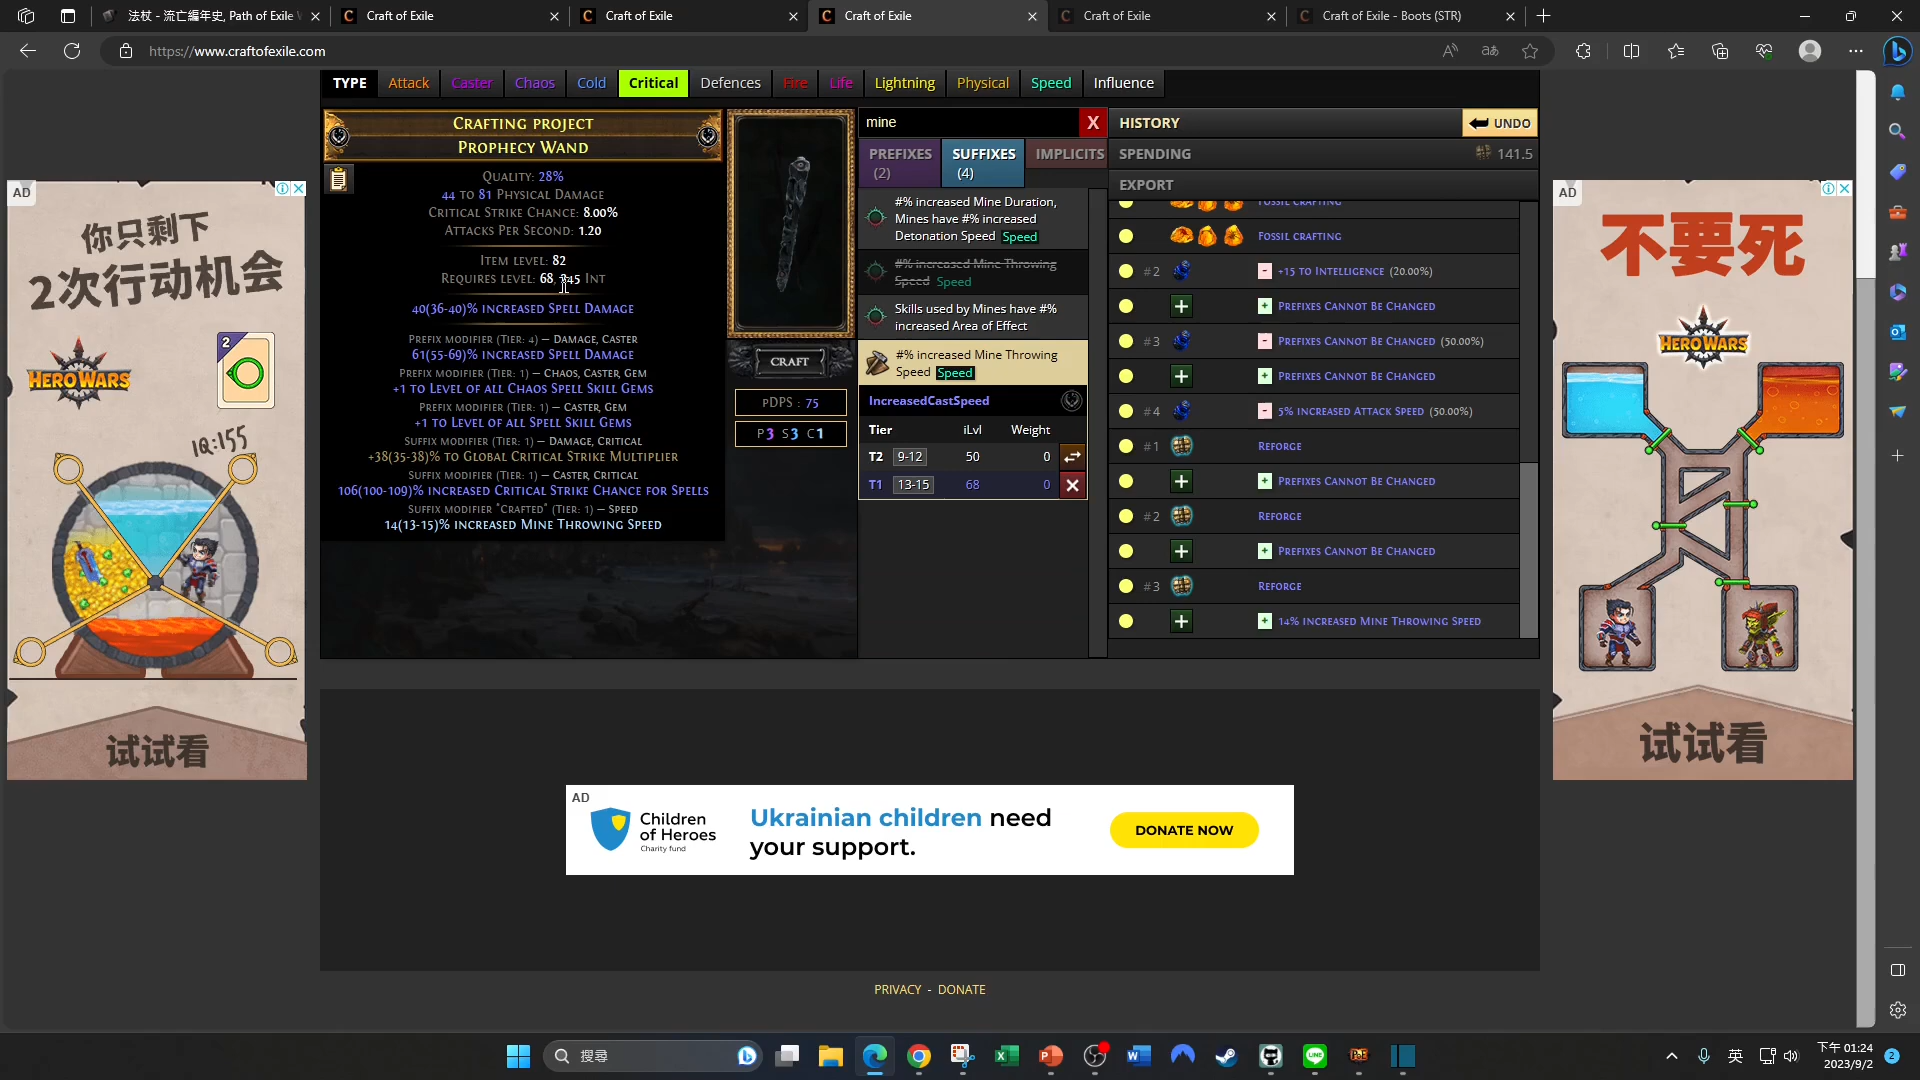 法杖 - 流亡編年史, Path of Exile W
Craft of Exile
Craft of Exile
Craft of Exile
Craft of Exile
Craft of Exile - Boots (STR)
https://www.craftofexile.com
TYPE
Attack
Caster
Chaos
Cold
Critical
Defences
Fire
Life
Lightning
Physical
Speed
Influence
CRAFTING PROJECT
PROPHECY WAND
QUALITY: 28%
44 TO 81 PHYSICAL DAMAGE
CRITICAL STRIKE CHANCE: 8.00%
ATTACKS PER SECOND: 1.20
ITEM LEVEL: 82
REQUIRES LEVEL: 68, 245 INT
40(36-40)% INCREASED SPELL DAMAGE
PREFIX MODIFIER (TIER: 4) — DAMAGE, CASTER
61(55-69)% INCREASED SPELL DAMAGE
PREFIX MODIFIER (TIER: 1) — CHAOS, CASTER, GEM
+1 TO LEVEL OF ALL CHAOS SPELL SKILL GEMS
PREFIX MODIFIER (TIER: 1) — CASTER, GEM
+1 TO LEVEL OF ALL SPELL SKILL GEMS
SUFFIX MODIFIER (TIER: 1) — DAMAGE, CRITICAL
+38(35-38)% TO GLOBAL CRITICAL STRIKE MULTIPLIER
SUFFIX MODIFIER (TIER: 1) — CASTER, CRITICAL
106(100-109)% INCREASED CRITICAL STRIKE CHANCE FOR SPELLS
SUFFIX MODIFIER "CRAFTED" (TIER: 1) — SPEED
14(13-15)% INCREASED MINE THROWING SPEED
CRAFT
PDPS : 75
P3 S3 C1
mine
X
PREFIXES
(2)
SUFFIXES
(4)
IMPLICITS
#% increased Mine Duration,
Mines have #% increased
Detonation Speed Speed
#% increased Mine Throwing
Speed Speed
Skills used by Mines have #%
increased Area of Effect
#% increased Mine Throwing
Speed Speed
IncreasedCastSpeed
Tier iLvl Weight
T2 9-12 50 0
T1 13-15 68 0
HISTORY
UNDO
SPENDING
141.5
EXPORT
FOSSIL CRAFTING
FOSSIL CRAFTING
#2 - +15 TO INTELLIGENCE (20.00%)
+ PREFIXES CANNOT BE CHANGED
#3 - PREFIXES CANNOT BE CHANGED (50.00%)
+ PREFIXES CANNOT BE CHANGED
#4 - 5% INCREASED ATTACK SPEED (50.00%)
#1 REFORGE
+ PREFIXES CANNOT BE CHANGED
#2 REFORGE
+ PREFIXES CANNOT BE CHANGED
#3 REFORGE
+ 14% INCREASED MINE THROWING SPEED
AD
你只剩下
2次行动机会
2
HERO WARS
IQ:155
试试看
AD
不要死
HERO WARS
试试看
AD
Children
of Heroes
Charity fund
Ukrainian children need
your support.
DONATE NOW
PRIVACY - DONATE
搜尋
英
下午 01:24
2023/9/2
2